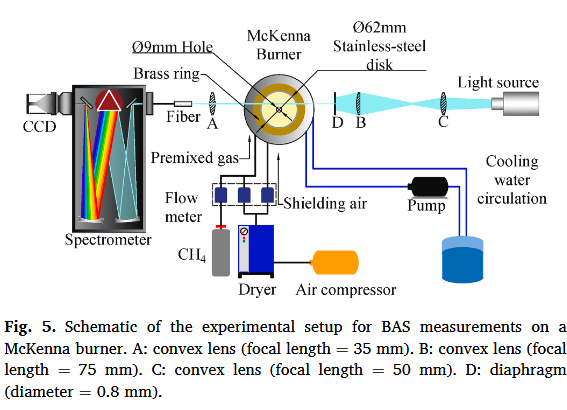 Ø9mm Hole
McKenna
Burner
Ø62mm
Stainless-steel
disk
Brass ring
Light source
CCD
Fiber
A
D
B
C
Premixed gas
Cooling
water
circulation
Flow
meter
Shielding air
Pump
Spectrometer
CH4
Dryer
Air compressor
Fig. 5. Schematic of the experimental setup for BAS measurements on a
McKenna burner. A: convex lens (focal length = 35 mm). B: convex lens (focal
length = 75 mm). C: convex lens (focal length = 50 mm). D: diaphragm
(diameter = 0.8 mm).